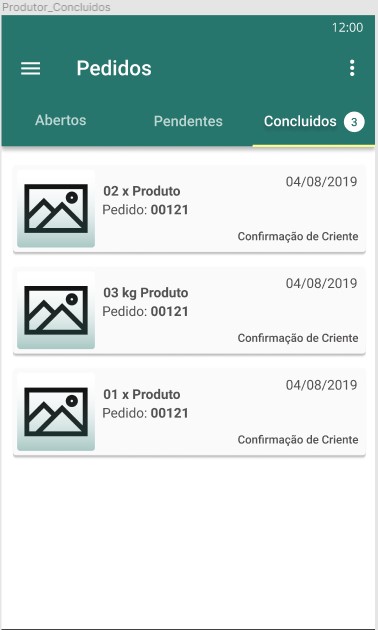 Produtor_Concluidos
12:00
Pedidos
Abertos
Pendentes
Concluidos 3
02 x Produto
04/08/2019
Pedido: 00121
Confirmação de Criente
03 kg Produto
04/08/2019
Pedido: 00121
Confirmação de Criente
01 x Produto
04/08/2019
Pedido: 00121
Confirmação de Criente